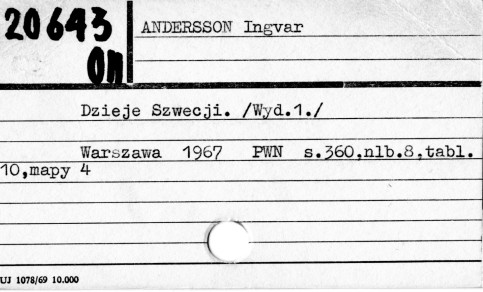 20643
On
ANDERSSON Ingvar
Dzieje Szwecji. /Wyd.1./
Warszawa 1967 PWN s.360,nlb.8,tabl.
10,mapy 4
UJ 1078/69 10.000